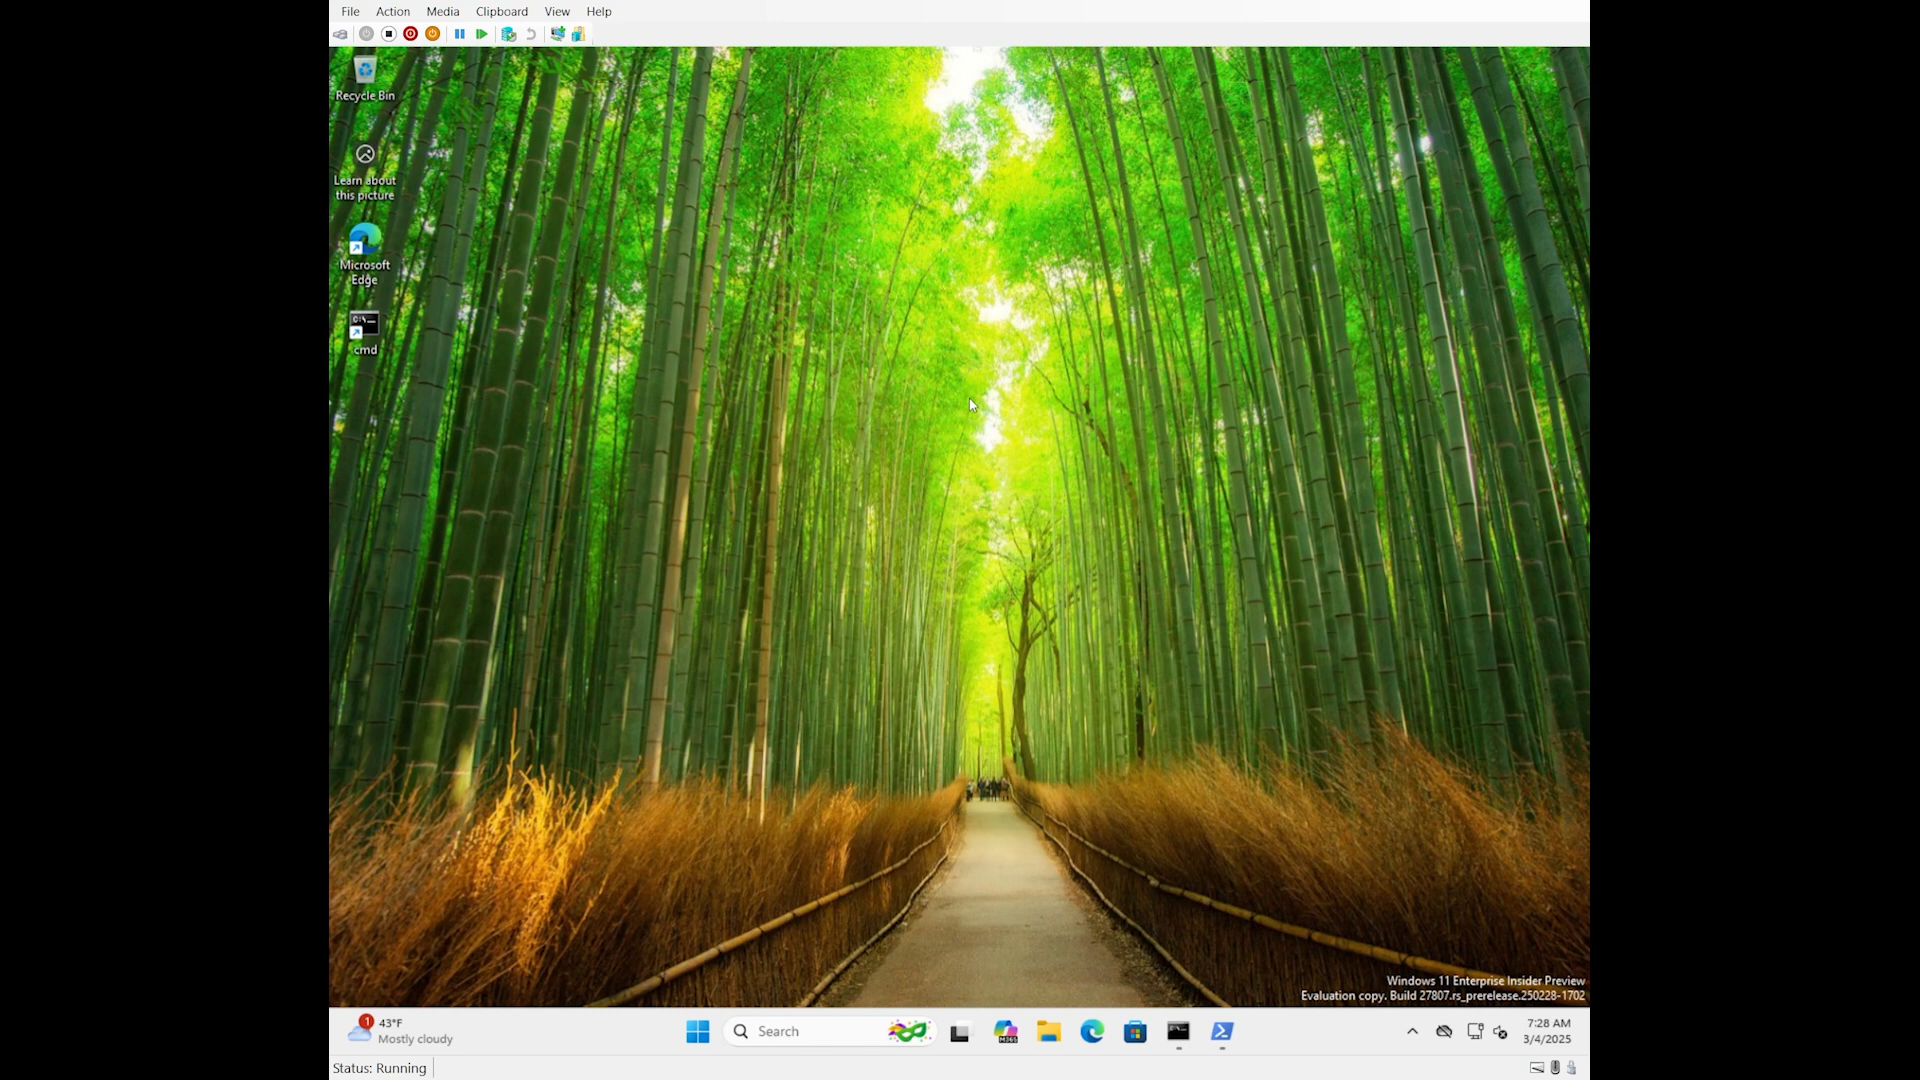 File Action Media Clipboard View Help
Recycle Bin
Learn about
this picture
Microsoft
Edge
cmd
Windows 11 Enterprise Insider Preview
Evaluation copy. Build 27807.rs_prerelease.250228-1702
1
43°F
Mostly cloudy
Search
M365
7:28 AM
3/4/2025
Status: Running